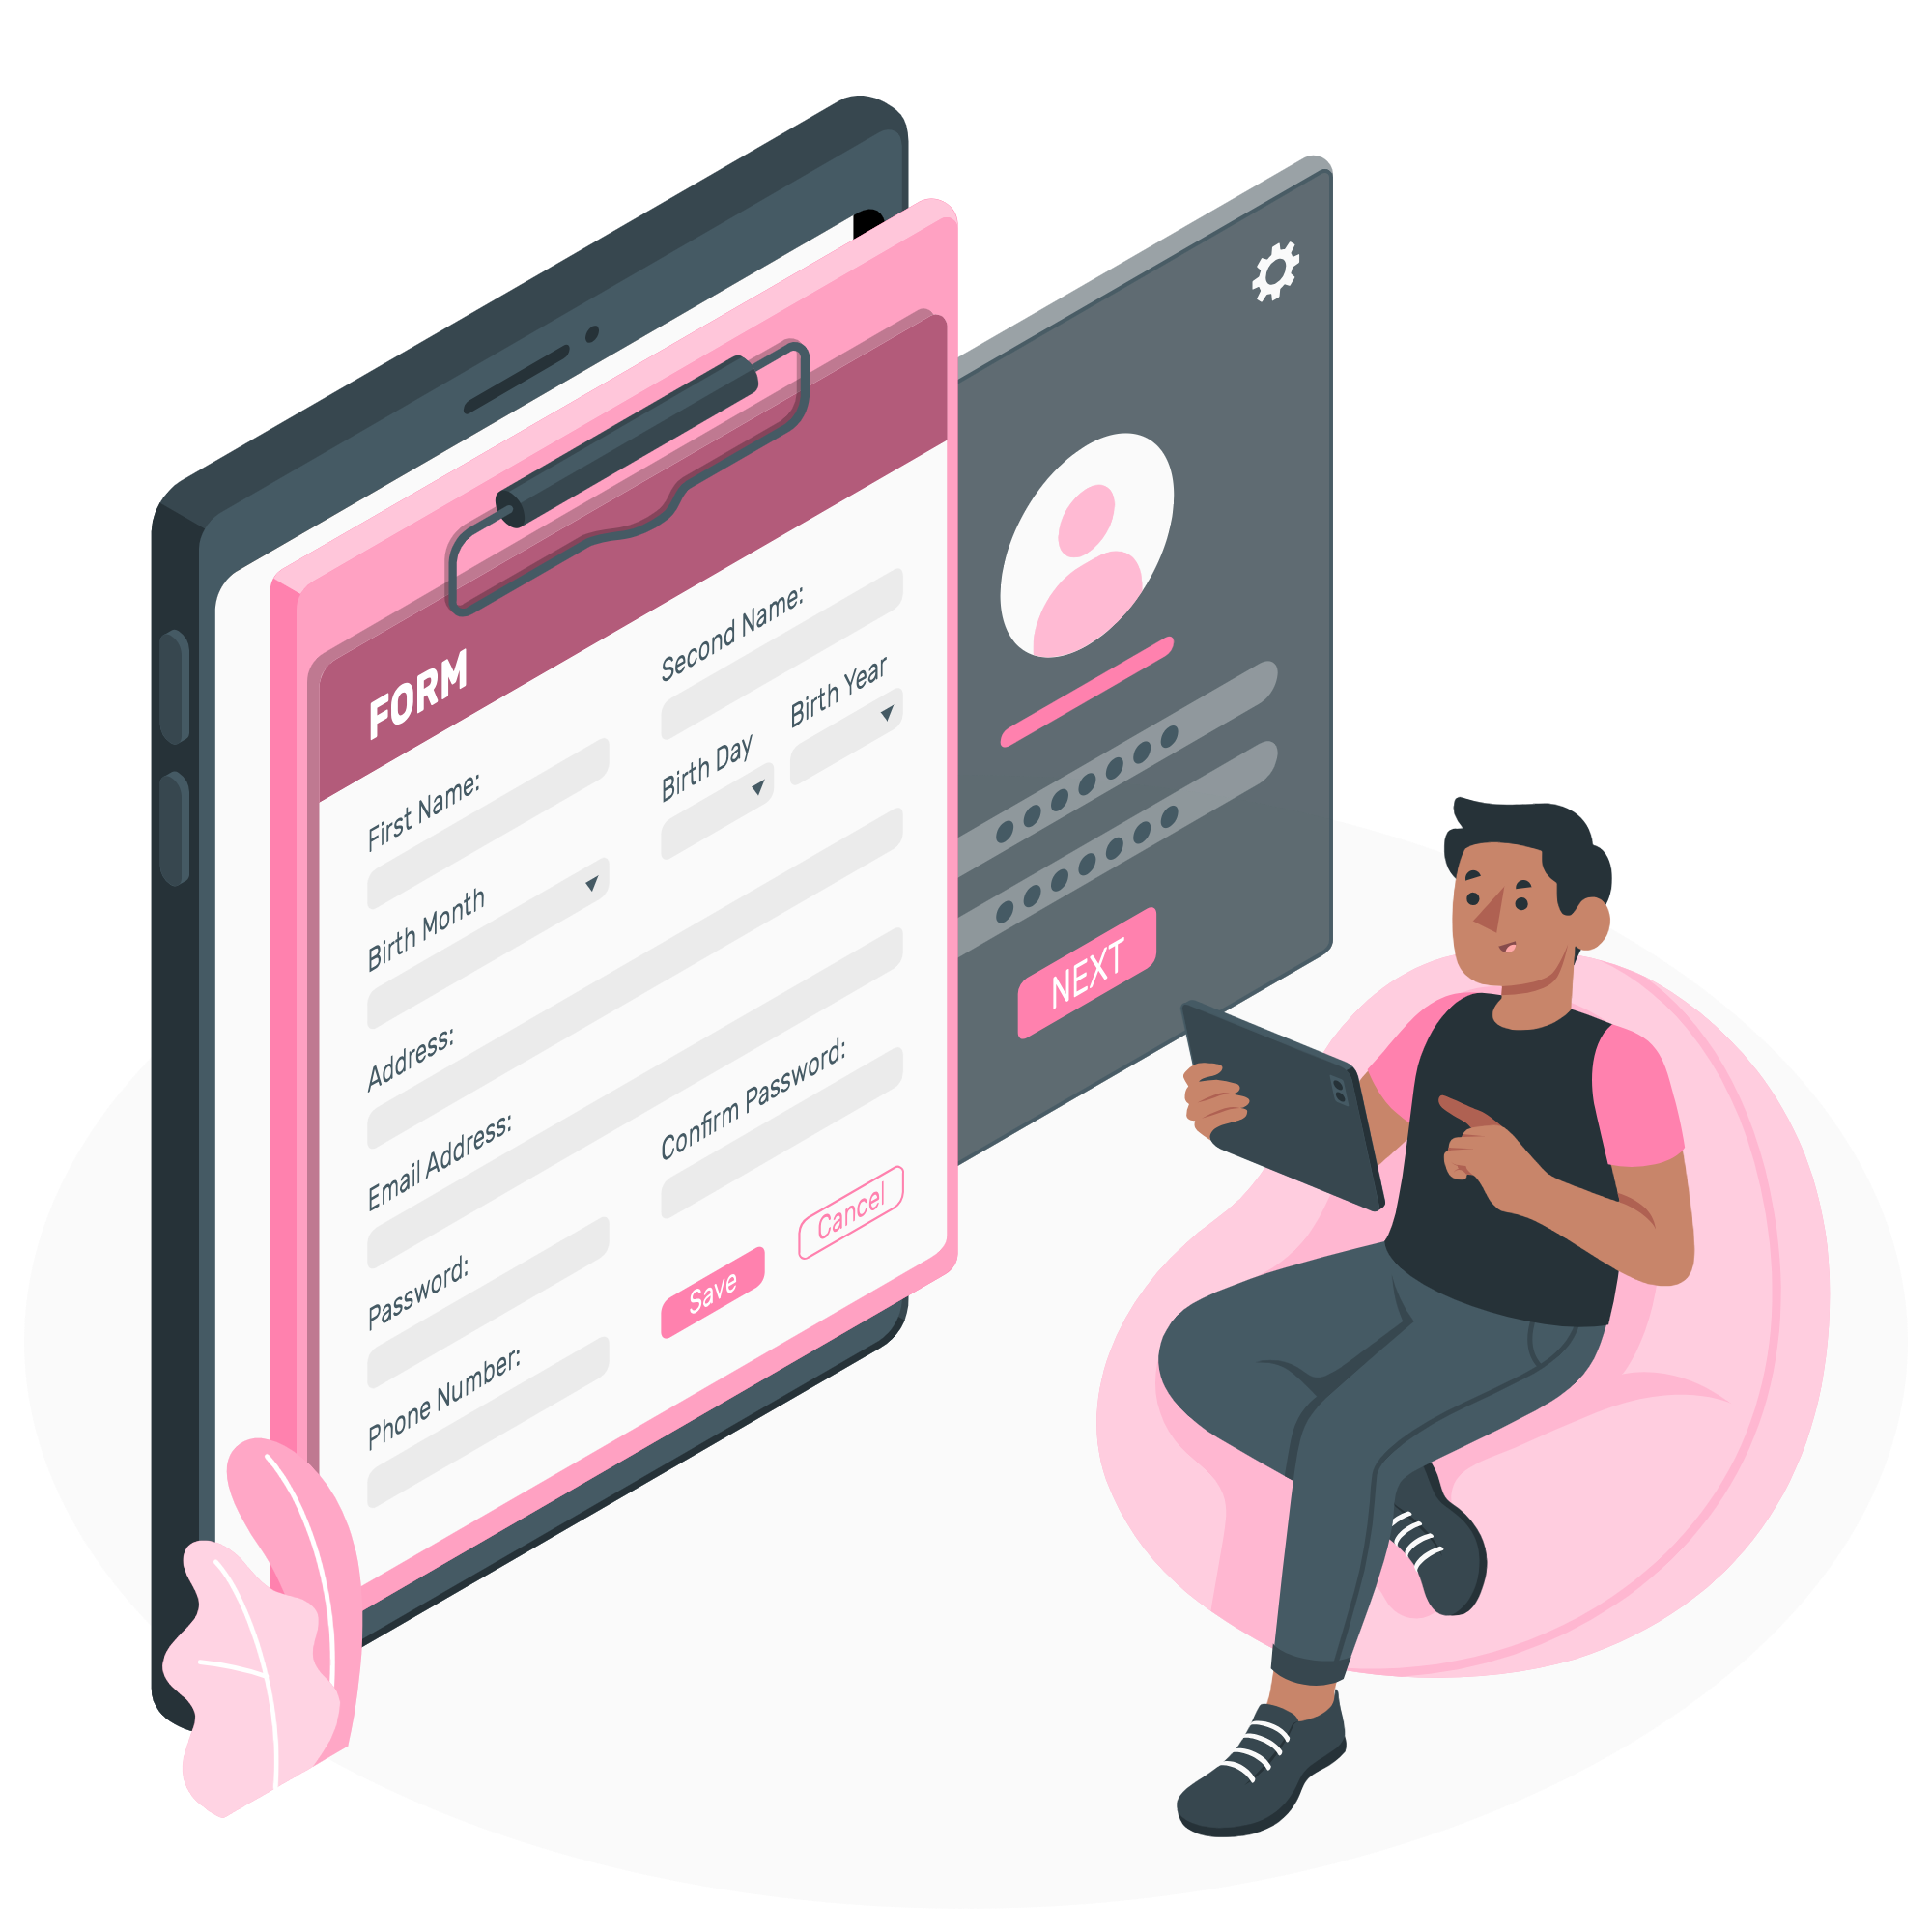 FORM
First Name:
Second Name:
Birth Month
Birth Day
Birth Year
Address:
Email Address:
Password:
Confirm Password:
Phone Number:
Save
Cancel
NEXT